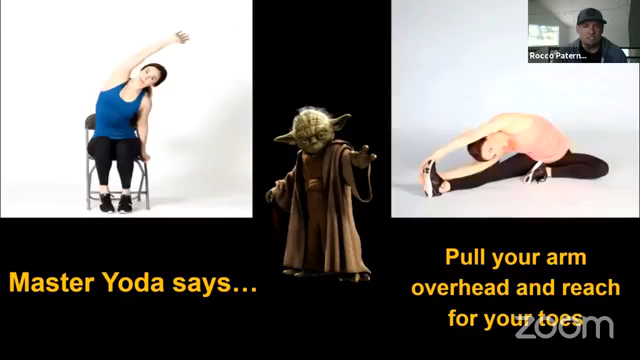 Rocco Patern...
Master Yoda says...
Pull your arm
overhead and reach
for your toes
zoom